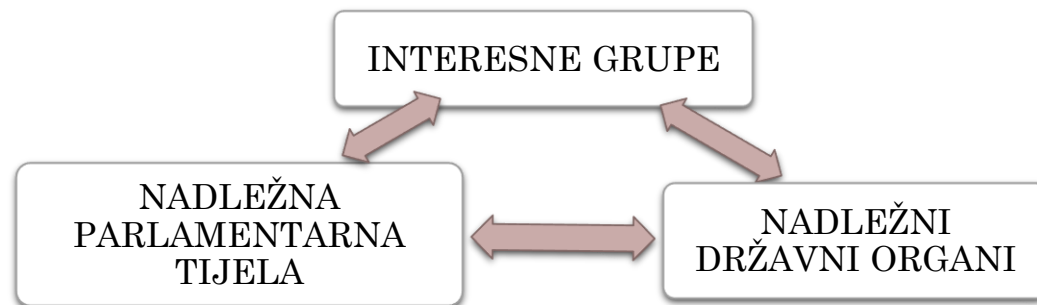 INTERESNE GRUPE
NADLEŽNA
PARLAMENTARNA
TIJELA
NADLEŽNI
DRŽAVNI ORGANI